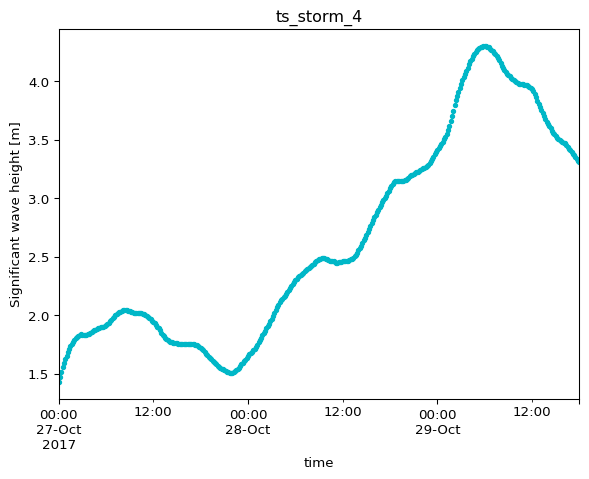 ts_storm_4
Significant wave height [m]
4.0
3.5
3.0
2.5
2.0
1.5
00:00 12:00 00:00 12:00 00:00 12:00
27-Oct 28-Oct 29-Oct
2017
time